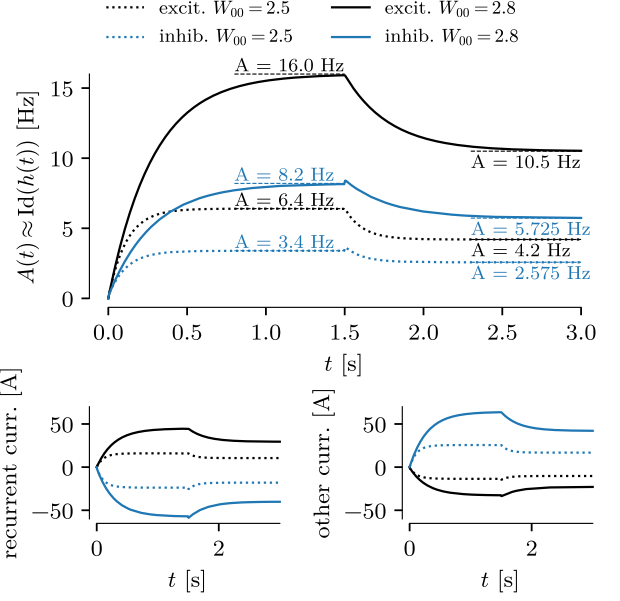 excit. W₀₀ = 2.5 excit. W₀₀ = 2.8
inhib. W₀₀ = 2.5 inhib. W₀₀ = 2.8
A(t) ≈ Id(h(t)) [Hz]
15
10
5
0
A = 16.0 Hz
A = 10.5 Hz
A = 8.2 Hz
A = 6.4 Hz
A = 5.725 Hz
A = 4.2 Hz
A = 3.4 Hz
A = 2.575 Hz
0.0 0.5 1.0 1.5 2.0 2.5 3.0
t [s]
recurrent curr. [A]
50
0
−50
0 2
t [s]
other curr. [A]
50
0
−50
0 2
t [s]